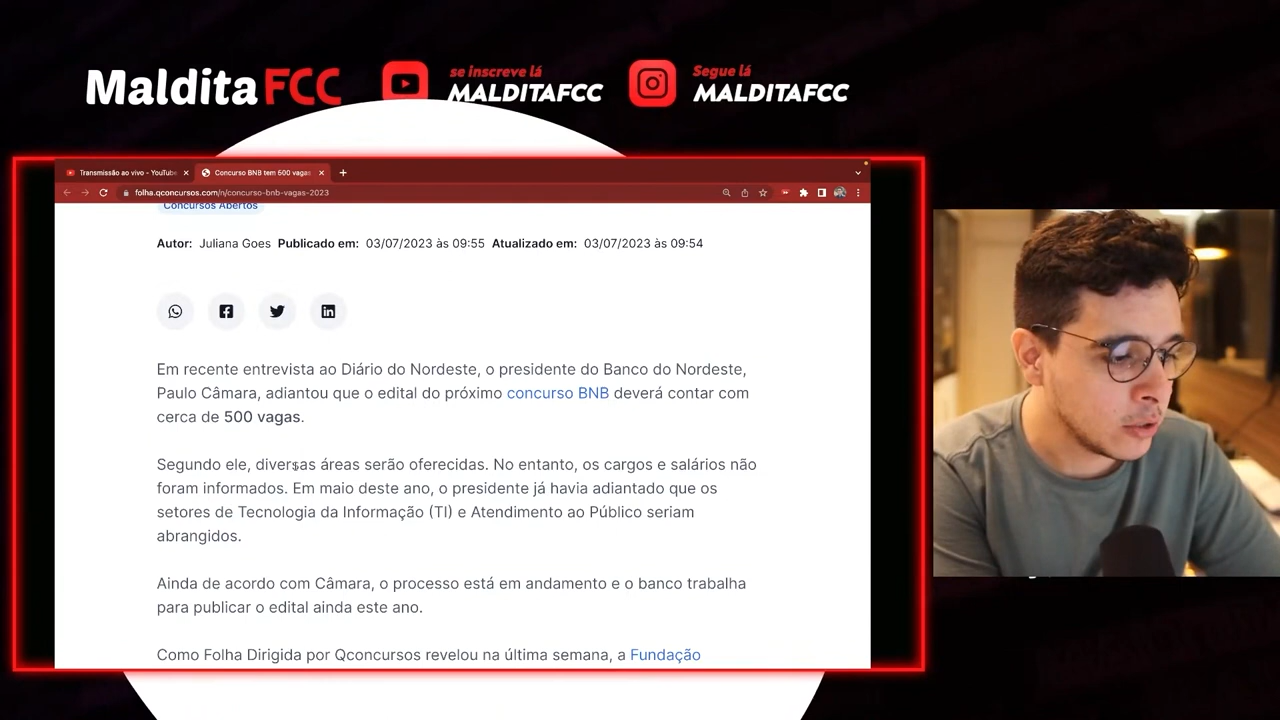 MalditaFCC
se inscreve lá
MALDITAFCC
Segue lá
MALDITAFCC
Transmissão ao vivo - YouTube
Concurso BNB tem 500 vagas
folha.qconcursos.com/n/concurso-bnb-vagas-2023
Concursos Abertos
Autor: Juliana Goes Publicado em: 03/07/2023 às 09:55 Atualizado em: 03/07/2023 às 09:54
Em recente entrevista ao Diário do Nordeste, o presidente do Banco do Nordeste,
Paulo Câmara, adiantou que o edital do próximo concurso BNB deverá contar com
cerca de 500 vagas.
Segundo ele, diversas áreas serão oferecidas. No entanto, os cargos e salários não
foram informados. Em maio deste ano, o presidente já havia adiantado que os
setores de Tecnologia da Informação (TI) e Atendimento ao Público seriam
abrangidos.
Ainda de acordo com Câmara, o processo está em andamento e o banco trabalha
para publicar o edital ainda este ano.
Como Folha Dirigida por Qconcursos revelou na última semana, a Fundação